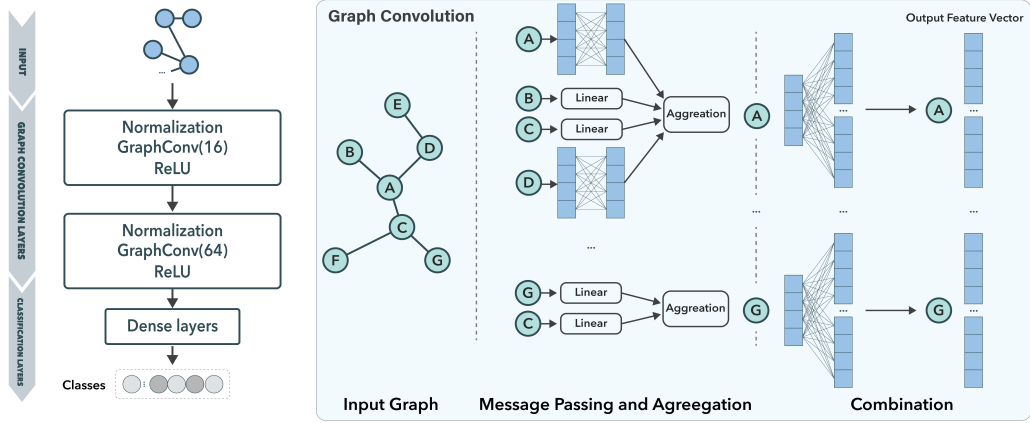 INPUT
GRAPH CONVOLUTION LAYERS
CLASSIFICATION LAYERS
...
Normalization
GraphConv(16)
ReLU
Normalization
GraphConv(64)
ReLU
Dense layers
Classes
Graph Convolution
E
B
D
A
C
F
G
Input Graph
A
B
Linear
C
Linear
D
Aggreation
A
...
...
G
Linear
C
Linear
Aggreation
G
Message Passing and Agreegation
Output Feature Vector
...
A
...
...
...
...
G
...
Combination